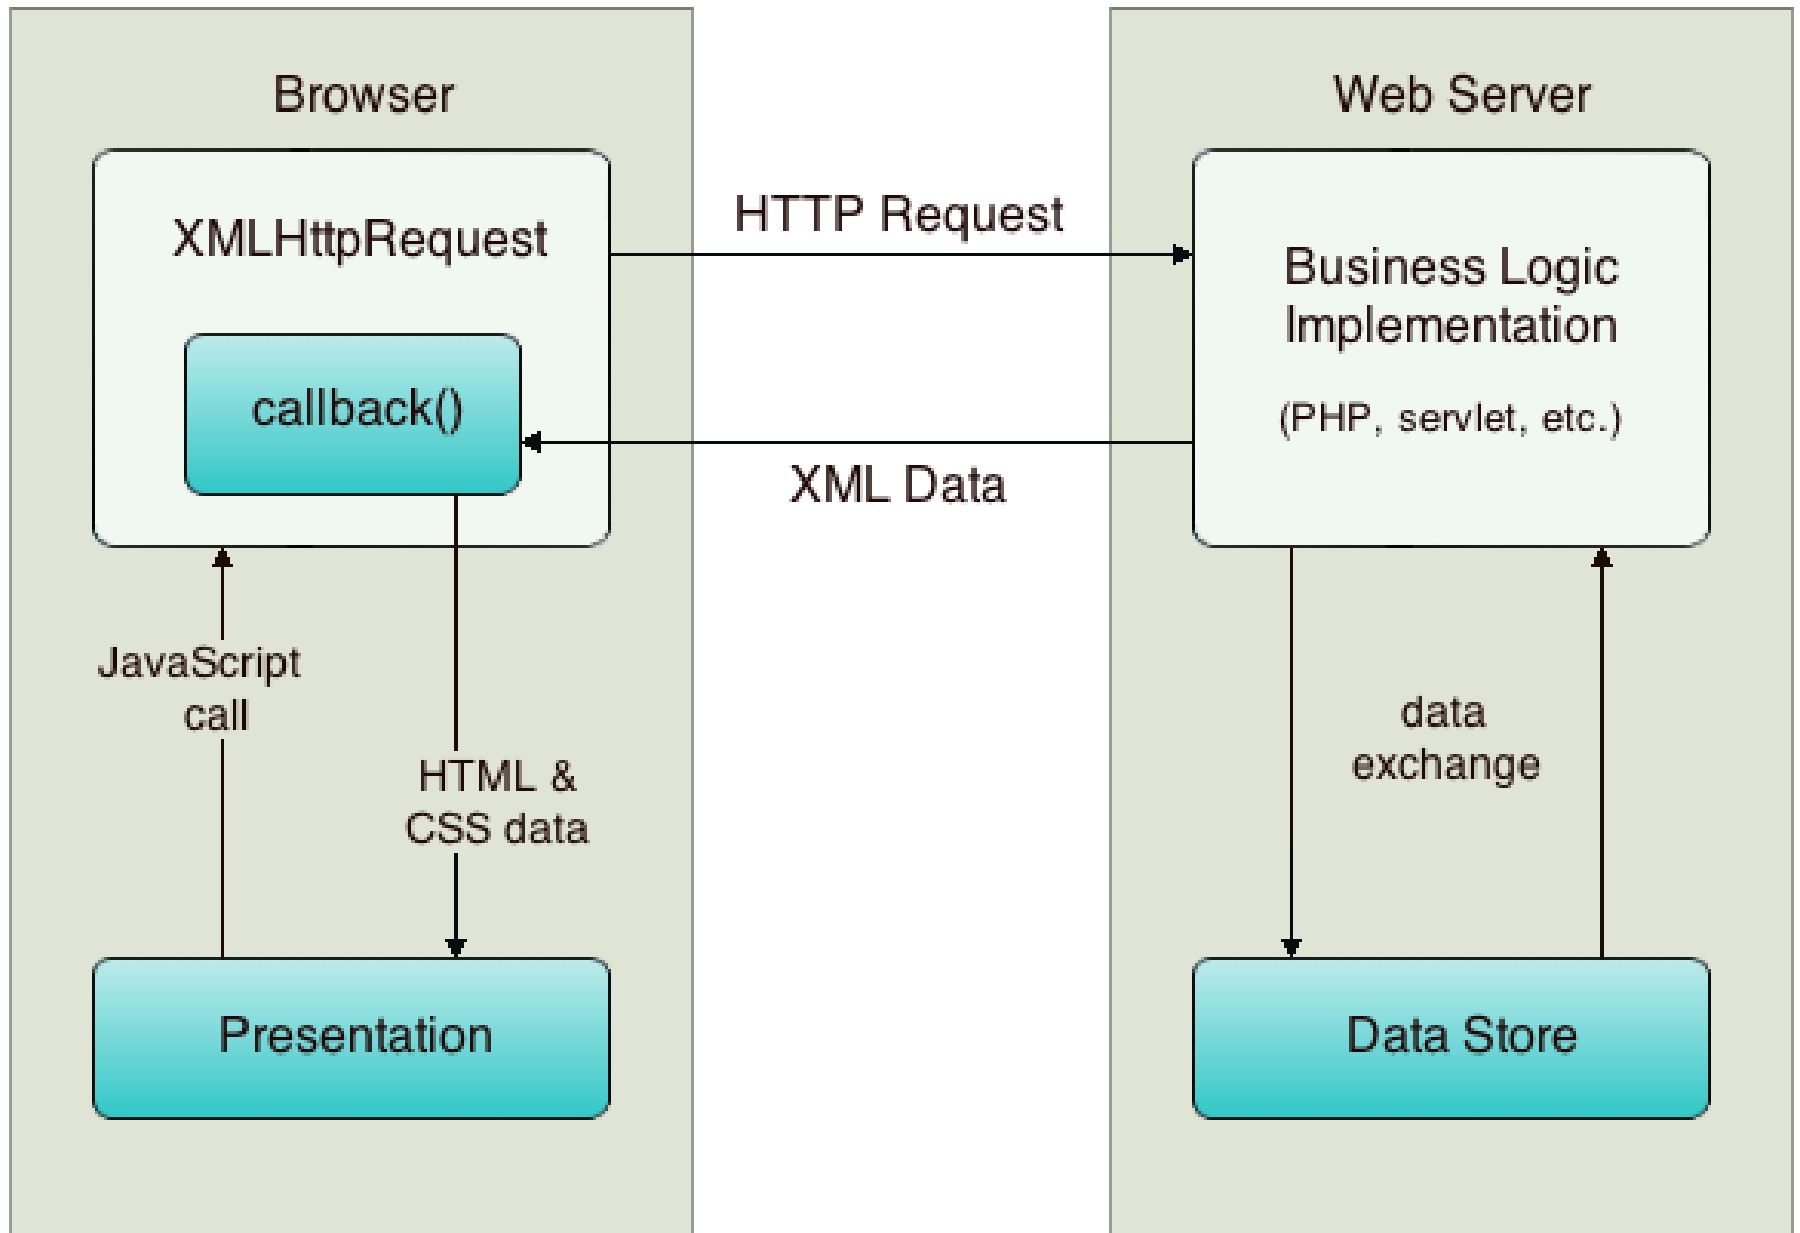 Browser
XMLHttpRequest
callback()
JavaScript
call
HTML &
CSS data
Presentation
HTTP Request
XML Data
Web Server
Business Logic
Implementation
(PHP, servlet, etc.)
data
exchange
Data Store